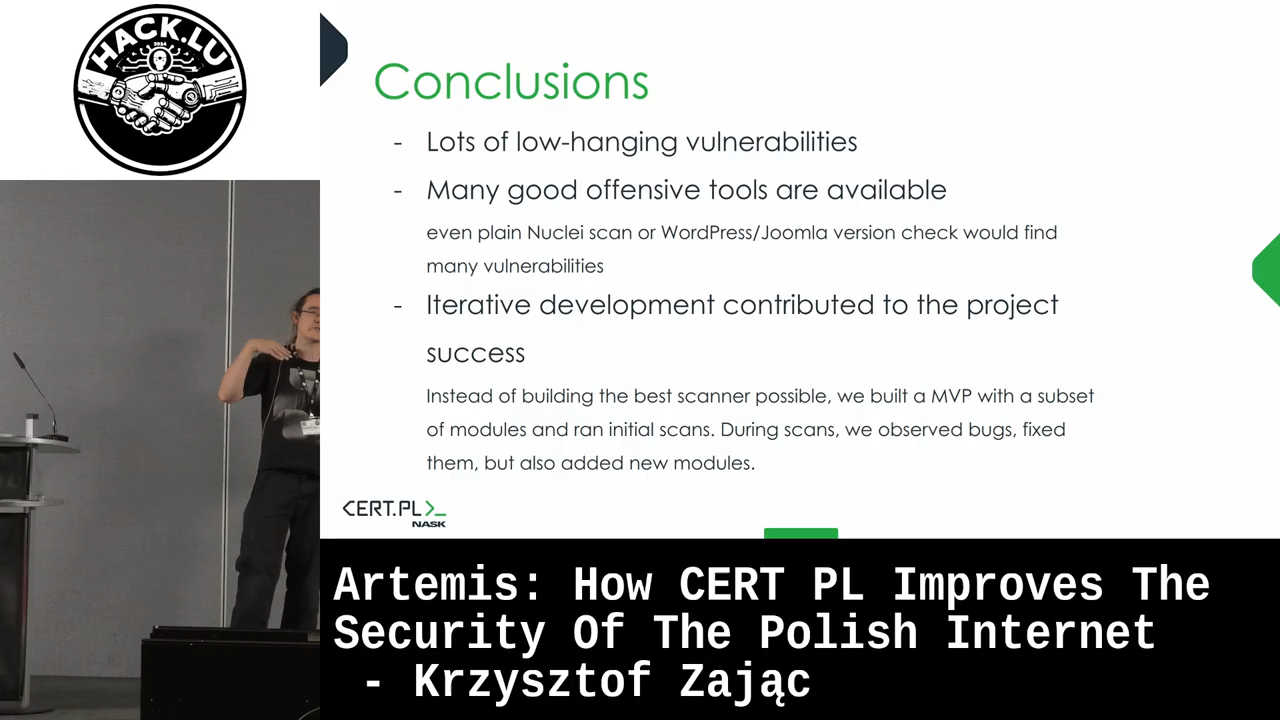 HACK.LU
2024
Conclusions
- Lots of low-hanging vulnerabilities
- Many good offensive tools are available
even plain Nuclei scan or WordPress/Joomla version check would find
many vulnerabilities
- Iterative development contributed to the project
success
Instead of building the best scanner possible, we built a MVP with a subset
of modules and ran initial scans. During scans, we observed bugs, fixed
them, but also added new modules.
<CERT.PL>_
NASK
Artemis: How CERT PL Improves The
Security Of The Polish Internet
- Krzysztof Zając